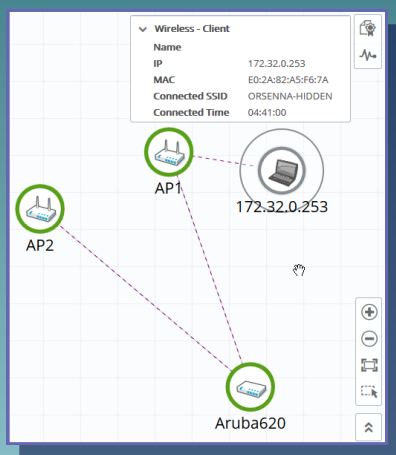 Wireless - Client
Name
IP 172.32.0.253
MAC E0:2A:82:A5:F6:7A
Connected SSID ORSENNA-HIDDEN
Connected Time 04:41:00
AP1
172.32.0.253
AP2
Aruba620